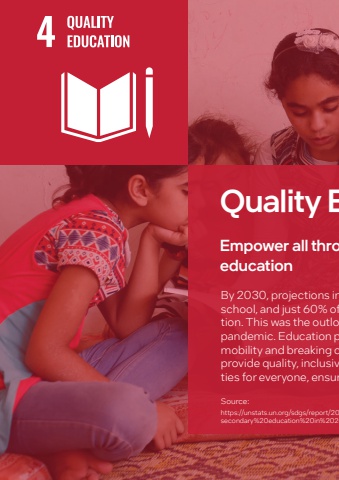 4 QUALITY
EDUCATION
Quality E
Empower all thro
education
By 2030, projections in
school, and just 60% of
tion. This was the outlo
pandemic. Education p
mobility and breaking
provide quality, inclusiv
ties for everyone, ensu
Source:
https://unstats.un.org/sdgs/report/20
secondary%20education%20in%202